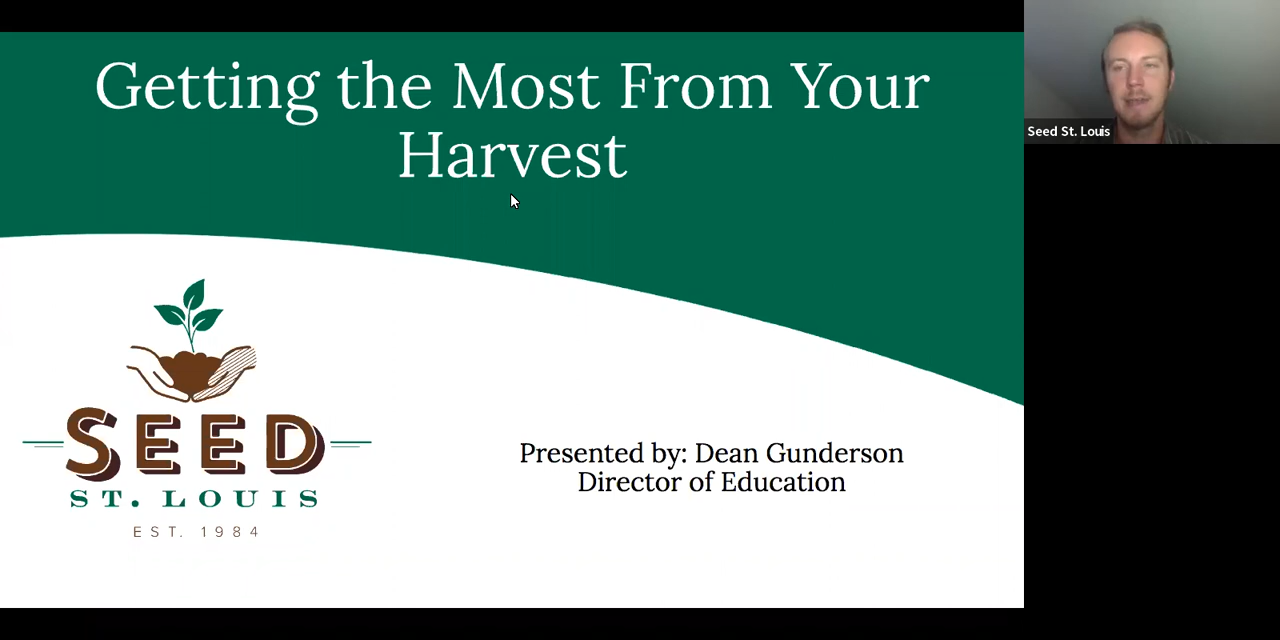 Getting the Most From Your
Harvest
Seed St. Louis
SEED
ST. LOUIS
EST. 1984
Presented by: Dean Gunderson
Director of Education